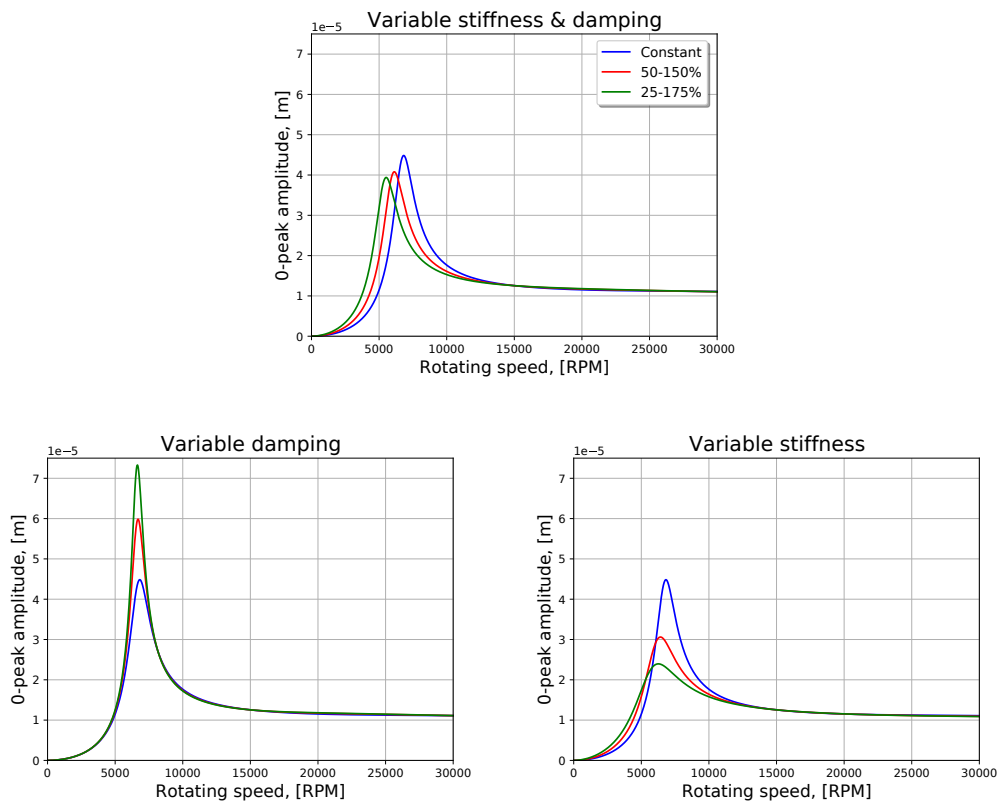 Variable stiffness & damping
1e−5
7
6
5
4
3
2
1
0
0-peak amplitude, [m]
Constant
50-150%
25-175%
0 5000 10000 15000 20000 25000 30000
Rotating speed, [RPM]
Variable damping
1e−5
7
6
5
4
3
2
1
0
0-peak amplitude, [m]
0 5000 10000 15000 20000 25000 30000
Rotating speed, [RPM]
Variable stiffness
1e−5
7
6
5
4
3
2
1
0
0-peak amplitude, [m]
0 5000 10000 15000 20000 25000 30000
Rotating speed, [RPM]